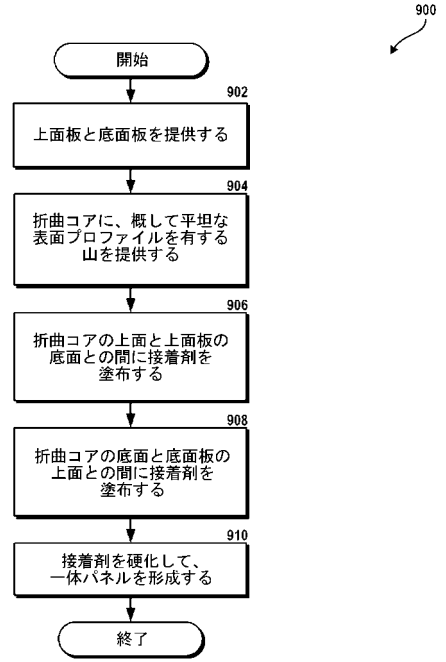 900
開始
902
上面板と底面板を提供する
904
折曲コアに、概して平坦な
表面プロファイルを有する
山を提供する
906
折曲コアの上面と上面板の
底面との間に接着剤を
塗布する
908
折曲コアの底面と底面板の
上面との間に接着剤を
塗布する
910
接着剤を硬化して、
一体パネルを形成する
終了